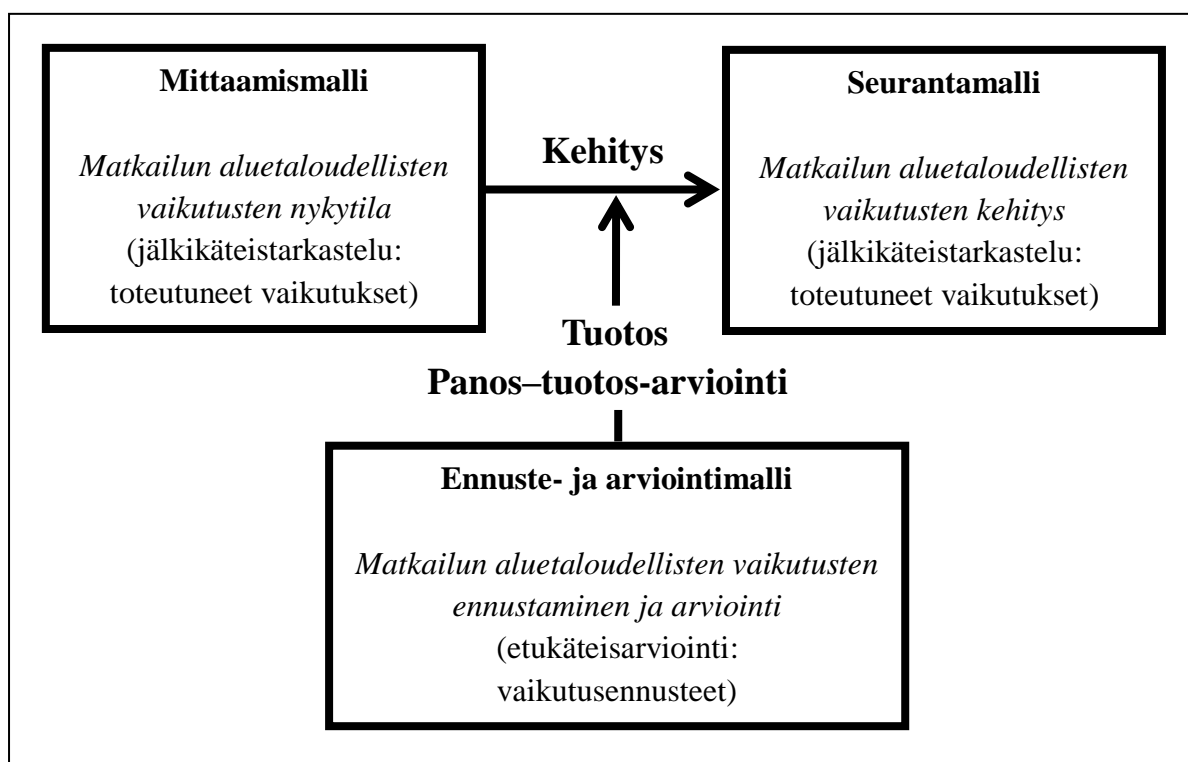 Mittaamismalli
Matkailun aluetaloudellisten
vaikutusten nykytila
(jälkikäteistarkastelu:
toteutuneet vaikutukset)
Kehitys
Seurantamalli
Matkailun aluetaloudellisten
vaikutusten kehitys
(jälkikäteistarkastelu:
toteutuneet vaikutukset)
Tuotos
Panos–tuotos-arviointi
Ennuste- ja arviointimalli
Matkailun aluetaloudellisten vaikutusten
ennustaminen ja arviointi
(etukäteisarviointi:
vaikutusennusteet)